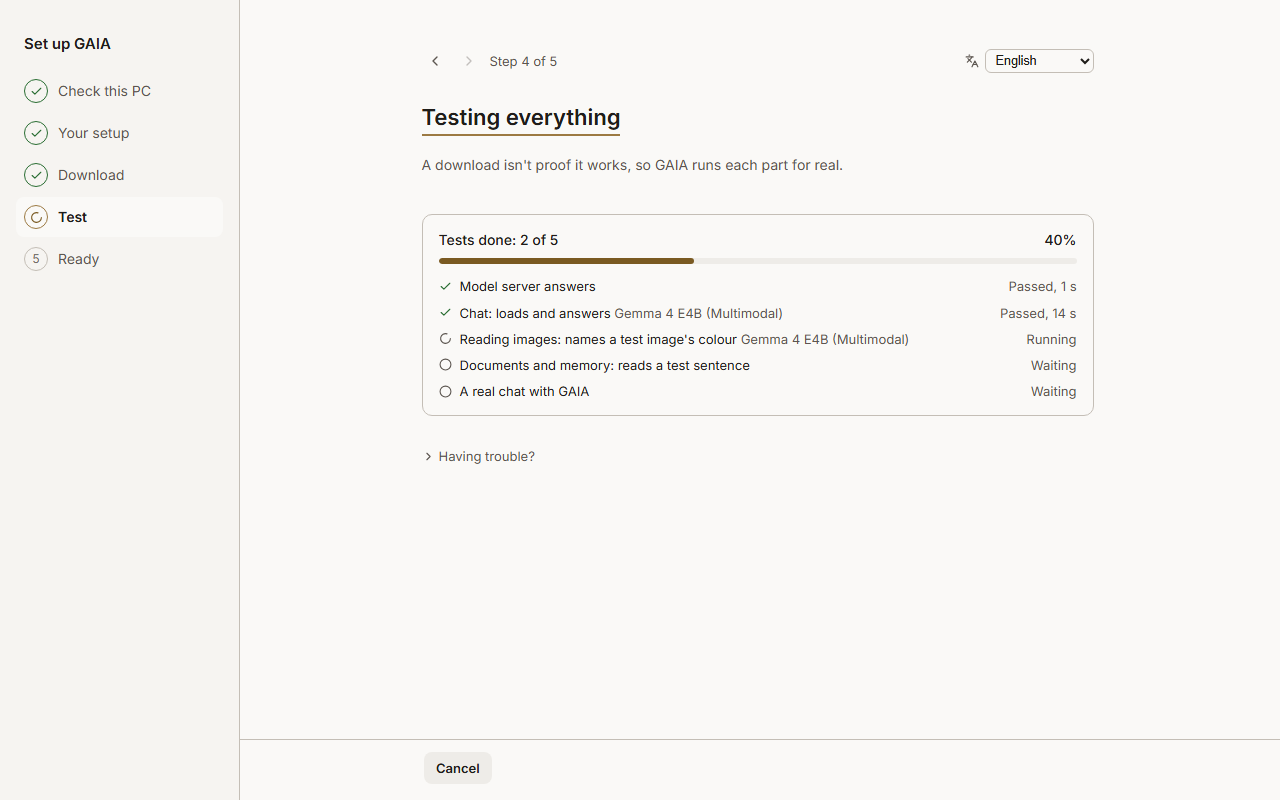 Set up GAIA
Check this PC
Your setup
Download
Test
5 Ready
Step 4 of 5
English
Testing everything
A download isn't proof it works, so GAIA runs each part for real.
Tests done: 2 of 5 40%
Model server answers Passed, 1 s
Chat: loads and answers Gemma 4 E4B (Multimodal) Passed, 14 s
Reading images: names a test image's colour Gemma 4 E4B (Multimodal) Running
Documents and memory: reads a test sentence Waiting
A real chat with GAIA Waiting
Having trouble?
Cancel